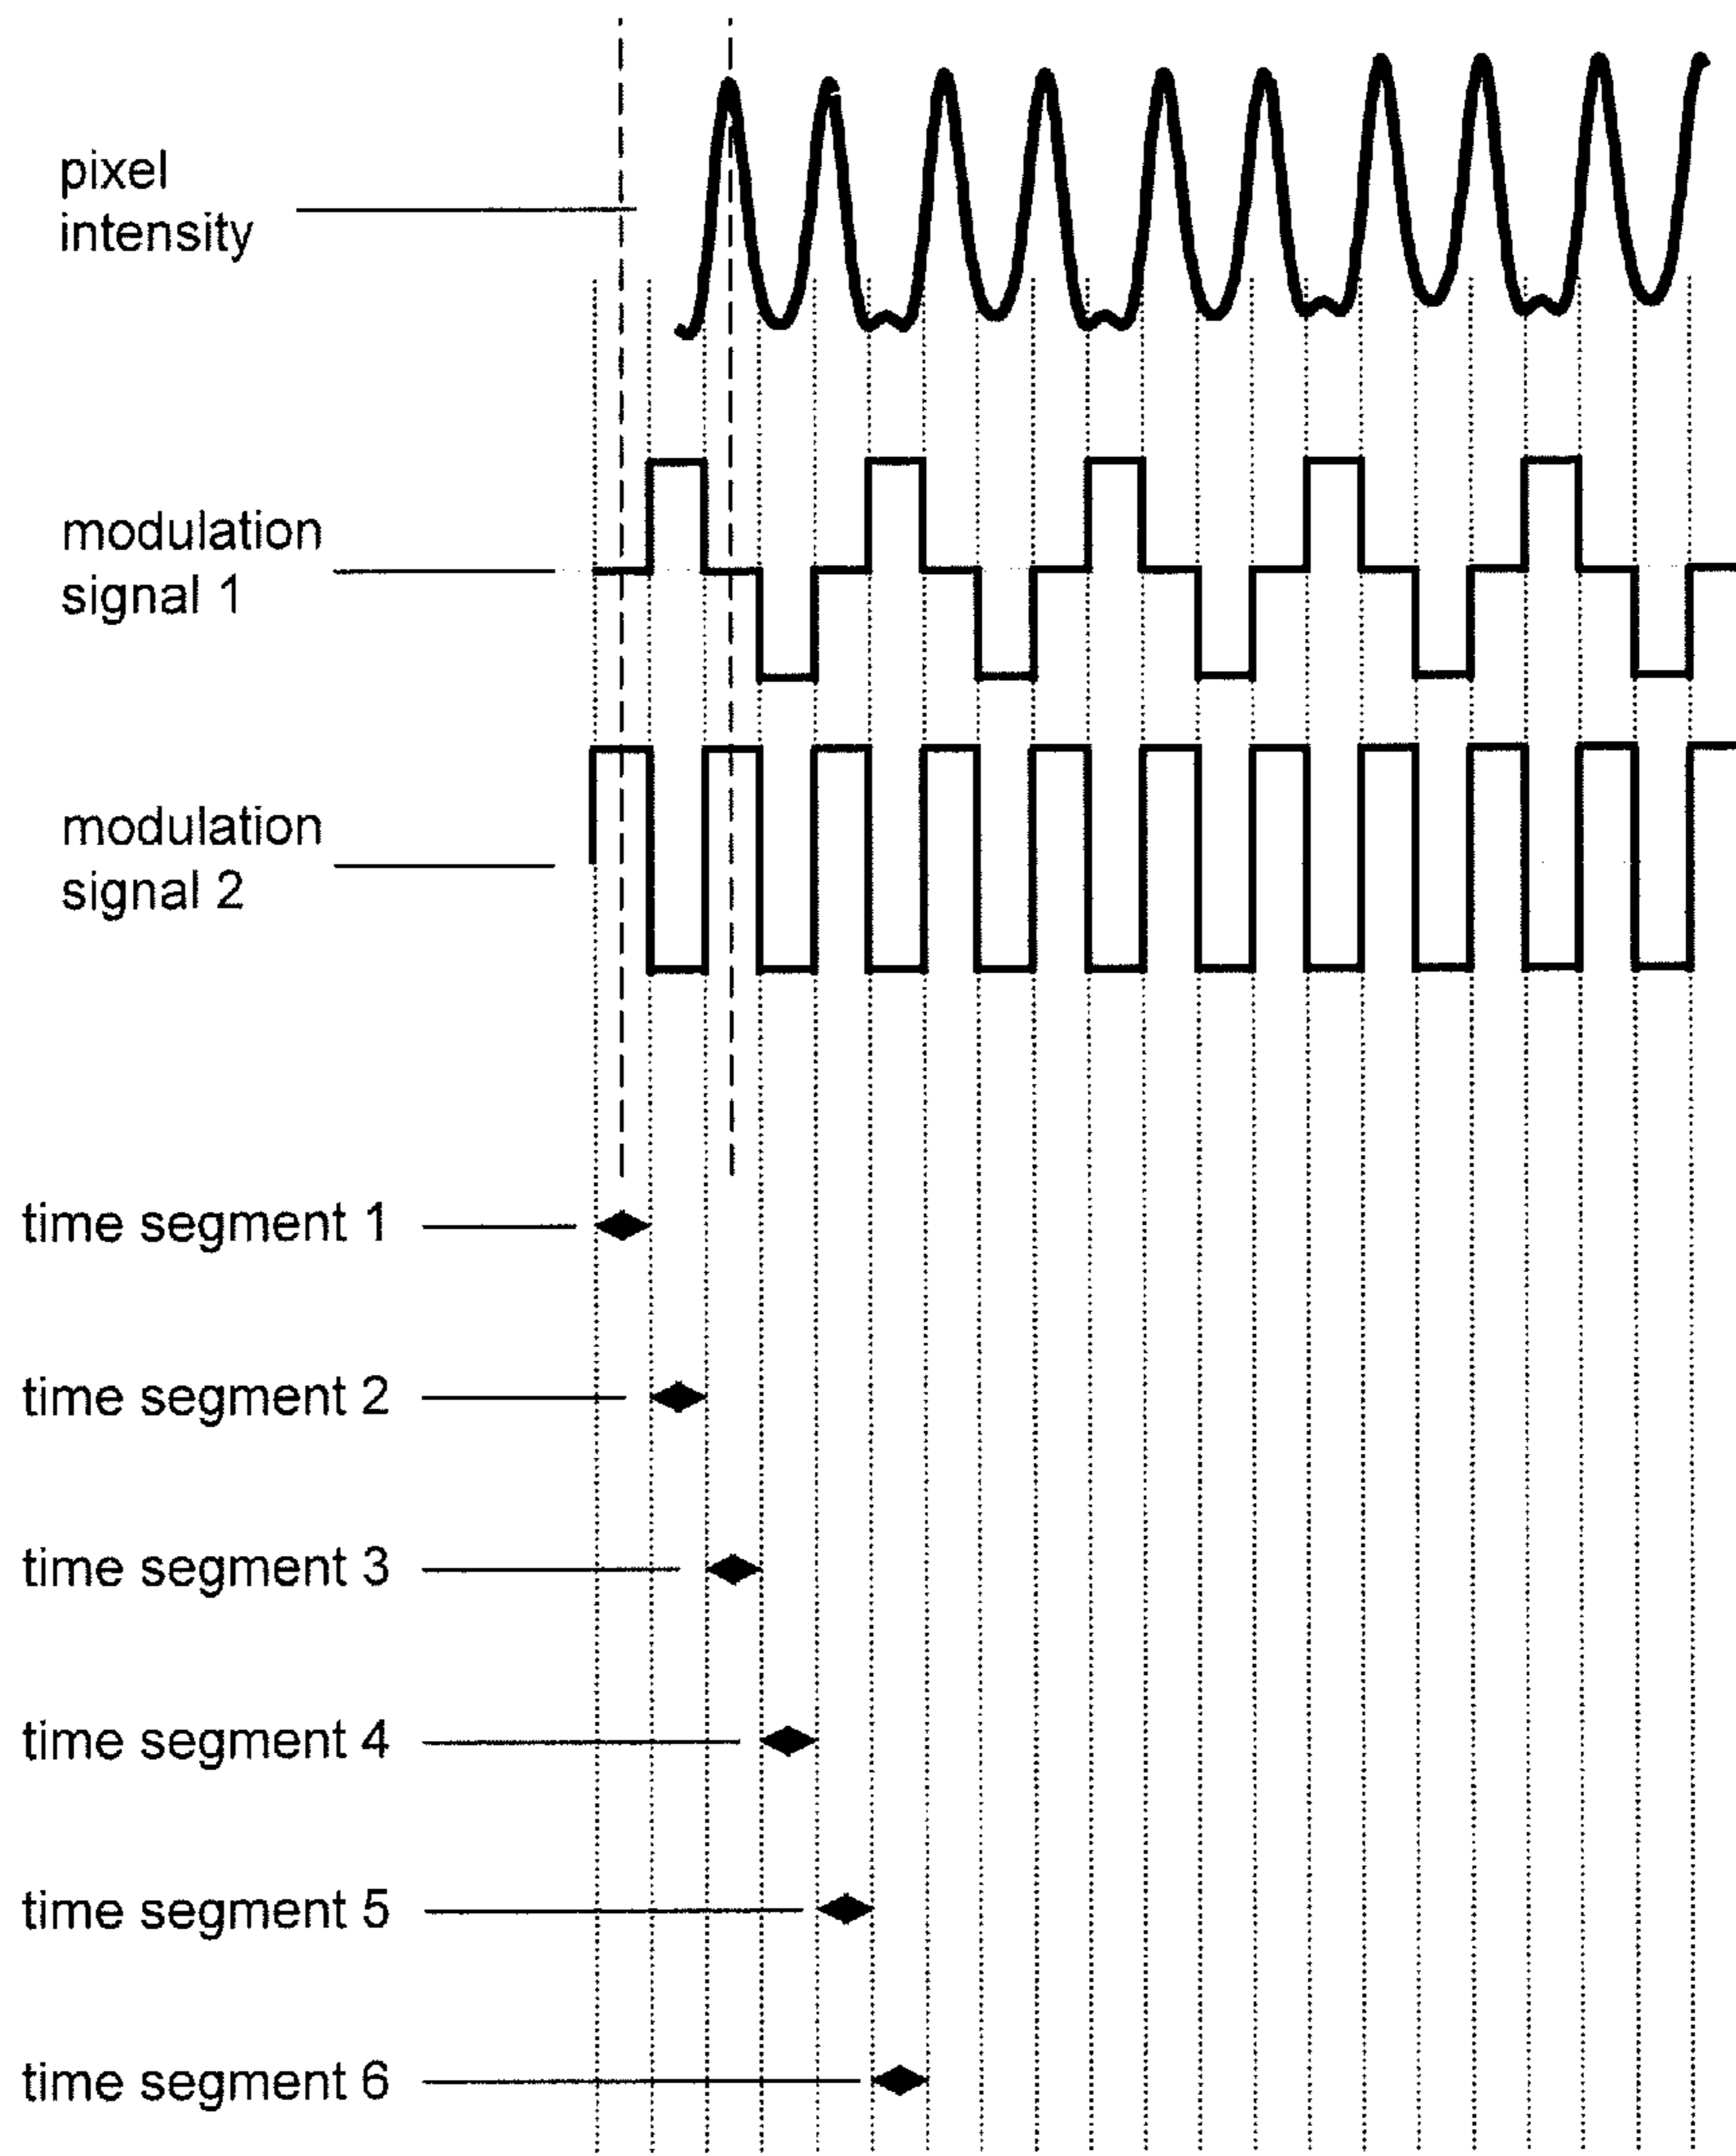 pixel
intensity
modulation
signal 1
modulation
signal 2
time segment 1
time segment 2
time segment 3
time segment 4
time segment 5
time segment 6